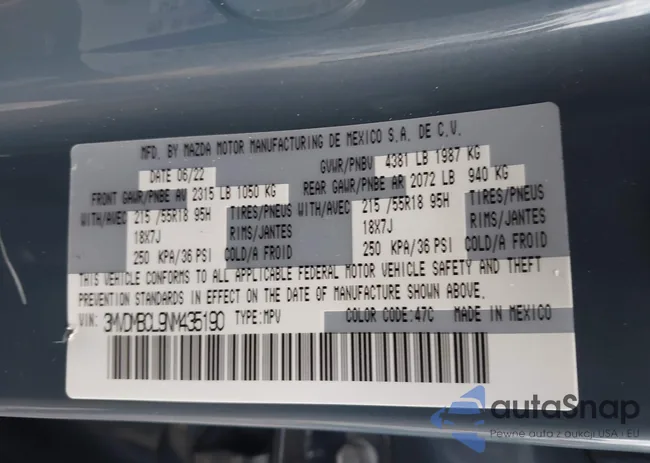 MFD. BY MAZDA MOTOR MANUFACTURING DE MEXICO S.A. DE C.V.
DATE 06/22 GVWR/PNBV 4381 LB 1987 KG
FRONT GAWR/PNBE AV 2315 LB 1050 KG REAR GAWR/PNBE AR 2072 LB 940 KG
WITH/AVEC 215 /55R18 95H TIRES/PNEUS WITH/AVEC 215 /55R18 95H TIRES/PNEUS
18X7J RIMS/JANTES 18X7J RIMS/JANTES
250 KPA/36 PSI COLD/A FROID 250 KPA/36 PSI COLD/A FROID
THIS VEHICLE CONFORMS TO ALL APPLICABLE FEDERAL MOTOR VEHICLE SAFETY AND THEFT
PREVENTION STANDARDS IN EFFECT ON THE DATE OF MANUFACTURE SHOWN ABOVE.
VIN: 3MVDMBCL9NM435190 TYPE:MPV COLOR CODE:47C MADE IN MEXICO
autaSnap
Pewne auta z aukcji USA i EU